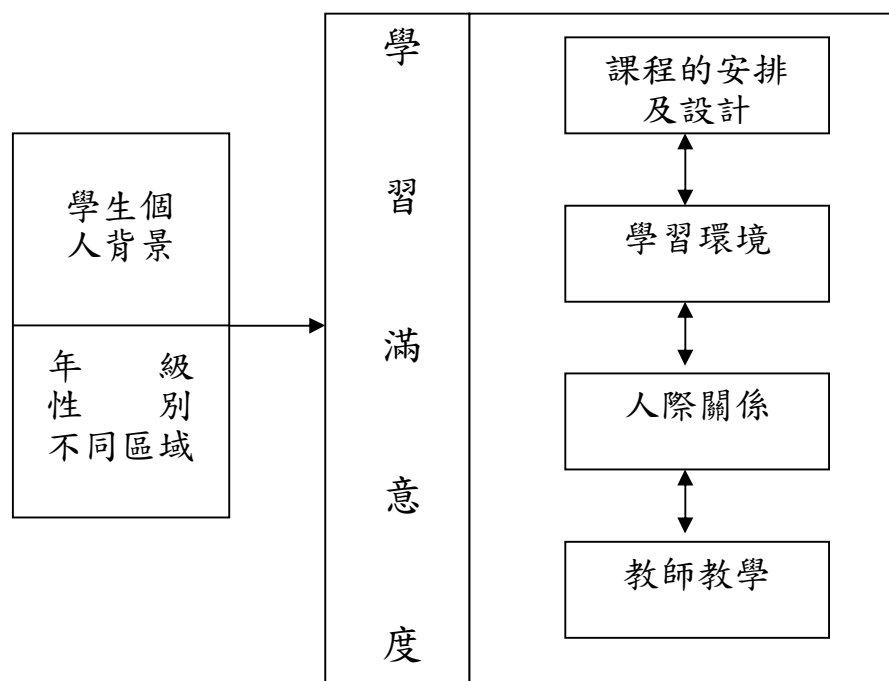 學生個
人背景
年級
性別
不同區域
學
習
滿
意
度
課程的安排
及設計
學習環境
人際關係
教師教學